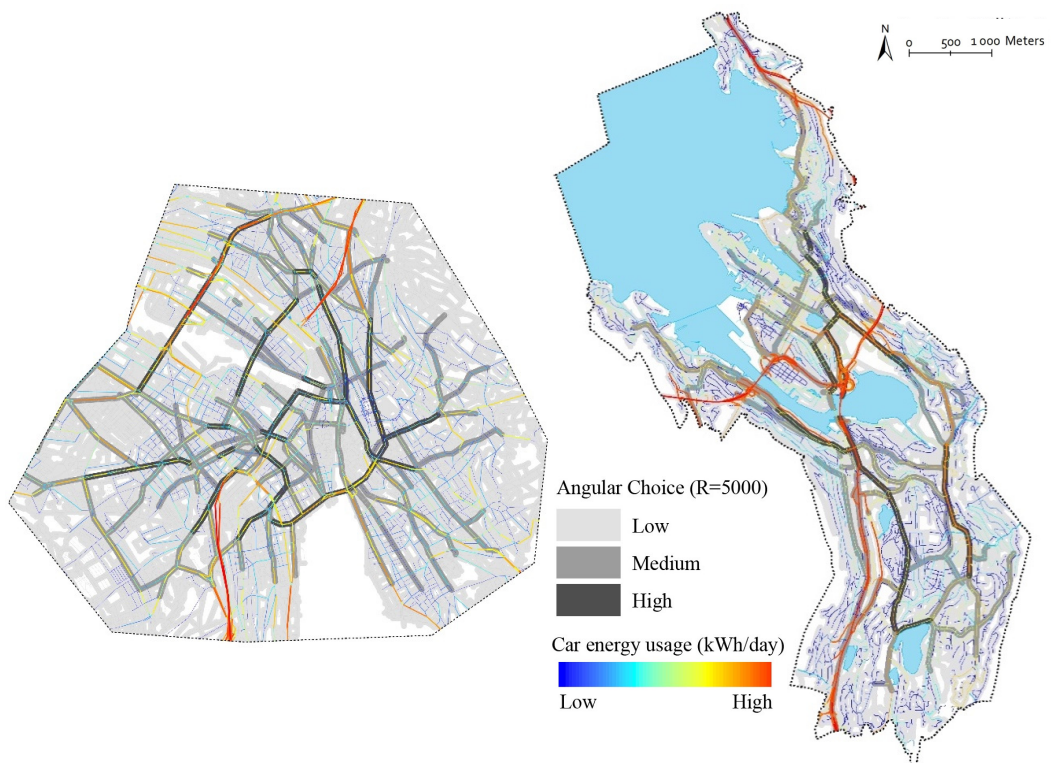 N
0 500 1 000 Meters
Angular Choice (R=5000)
Low
Medium
High
Car energy usage (kWh/day)
Low High